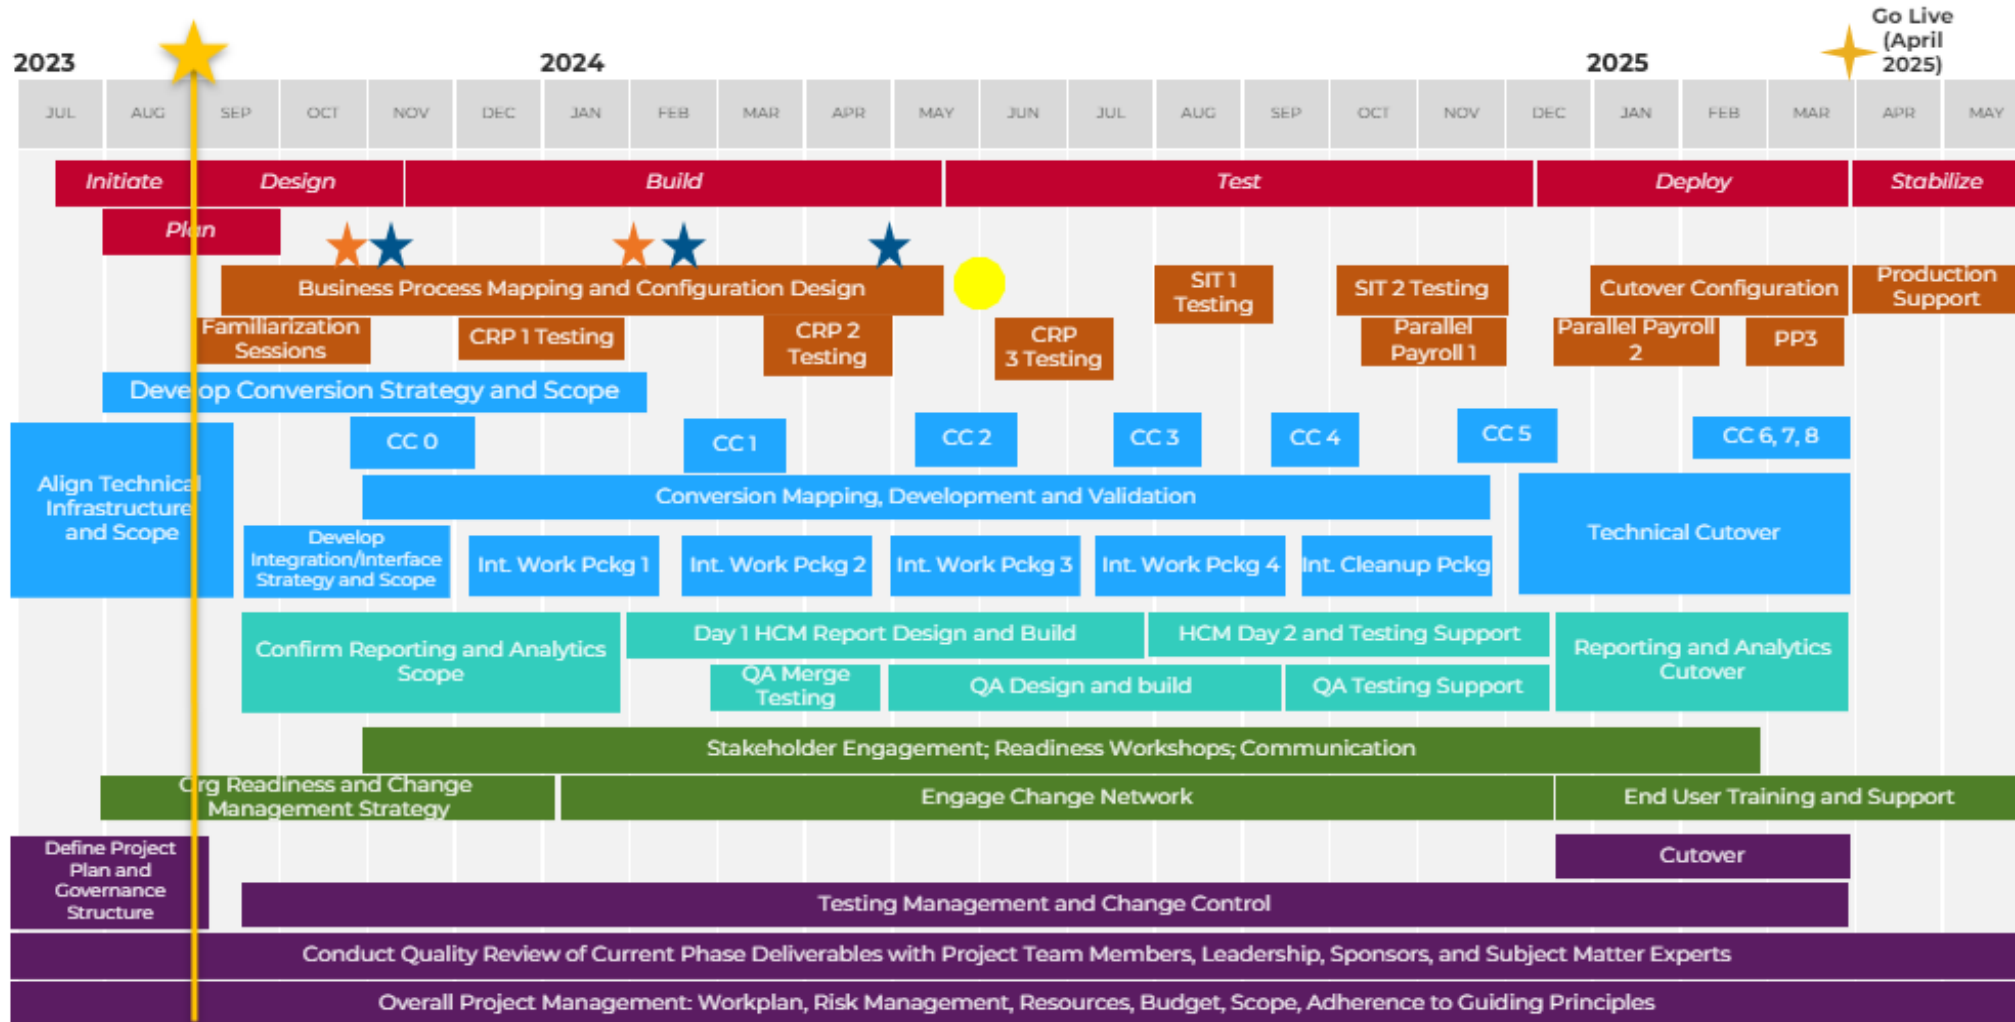 Go Live
(April
2025)
2023
2024
2025
JUL AUG SEP OCT NOV DEC JAN FEB MAR APR MAY JUN JUL AUG SEP OCT NOV DEC JAN FEB MAR APR MAY
Initiate
Design
Build
Test
Deploy
Stabilize
Plan
Business Process Mapping and Configuration Design
SIT 1
Testing
SIT 2 Testing
Cutover Configuration
Production
Support
Familiarization
Sessions
CRP 1 Testing
CRP 2
Testing
CRP
3 Testing
Parallel
Payroll 1
Parallel Payroll
2
PP3
Develop Conversion Strategy and Scope
CC 0
CC 1
CC 2
CC 3
CC 4
CC 5
CC 6, 7, 8
Align Technical
Infrastructure
and Scope
Conversion Mapping, Development and Validation
Technical Cutover
Develop
Integration/Interface
Strategy and Scope
Int. Work Pckg 1
Int. Work Pckg 2
Int. Work Pckg 3
Int. Work Pckg 4
Int. Cleanup Pckg
Confirm Reporting and Analytics
Scope
Day 1 HCM Report Design and Build
HCM Day 2 and Testing Support
Reporting and Analytics
Cutover
QA Merge
Testing
QA Design and build
QA Testing Support
Stakeholder Engagement; Readiness Workshops; Communication
Org Readiness and Change
Management Strategy
Engage Change Network
End User Training and Support
Define Project
Plan and
Governance
Structure
Cutover
Testing Management and Change Control
Conduct Quality Review of Current Phase Deliverables with Project Team Members, Leadership, Sponsors, and Subject Matter Experts
Overall Project Management: Workplan, Risk Management, Resources, Budget, Scope, Adherence to Guiding Principles